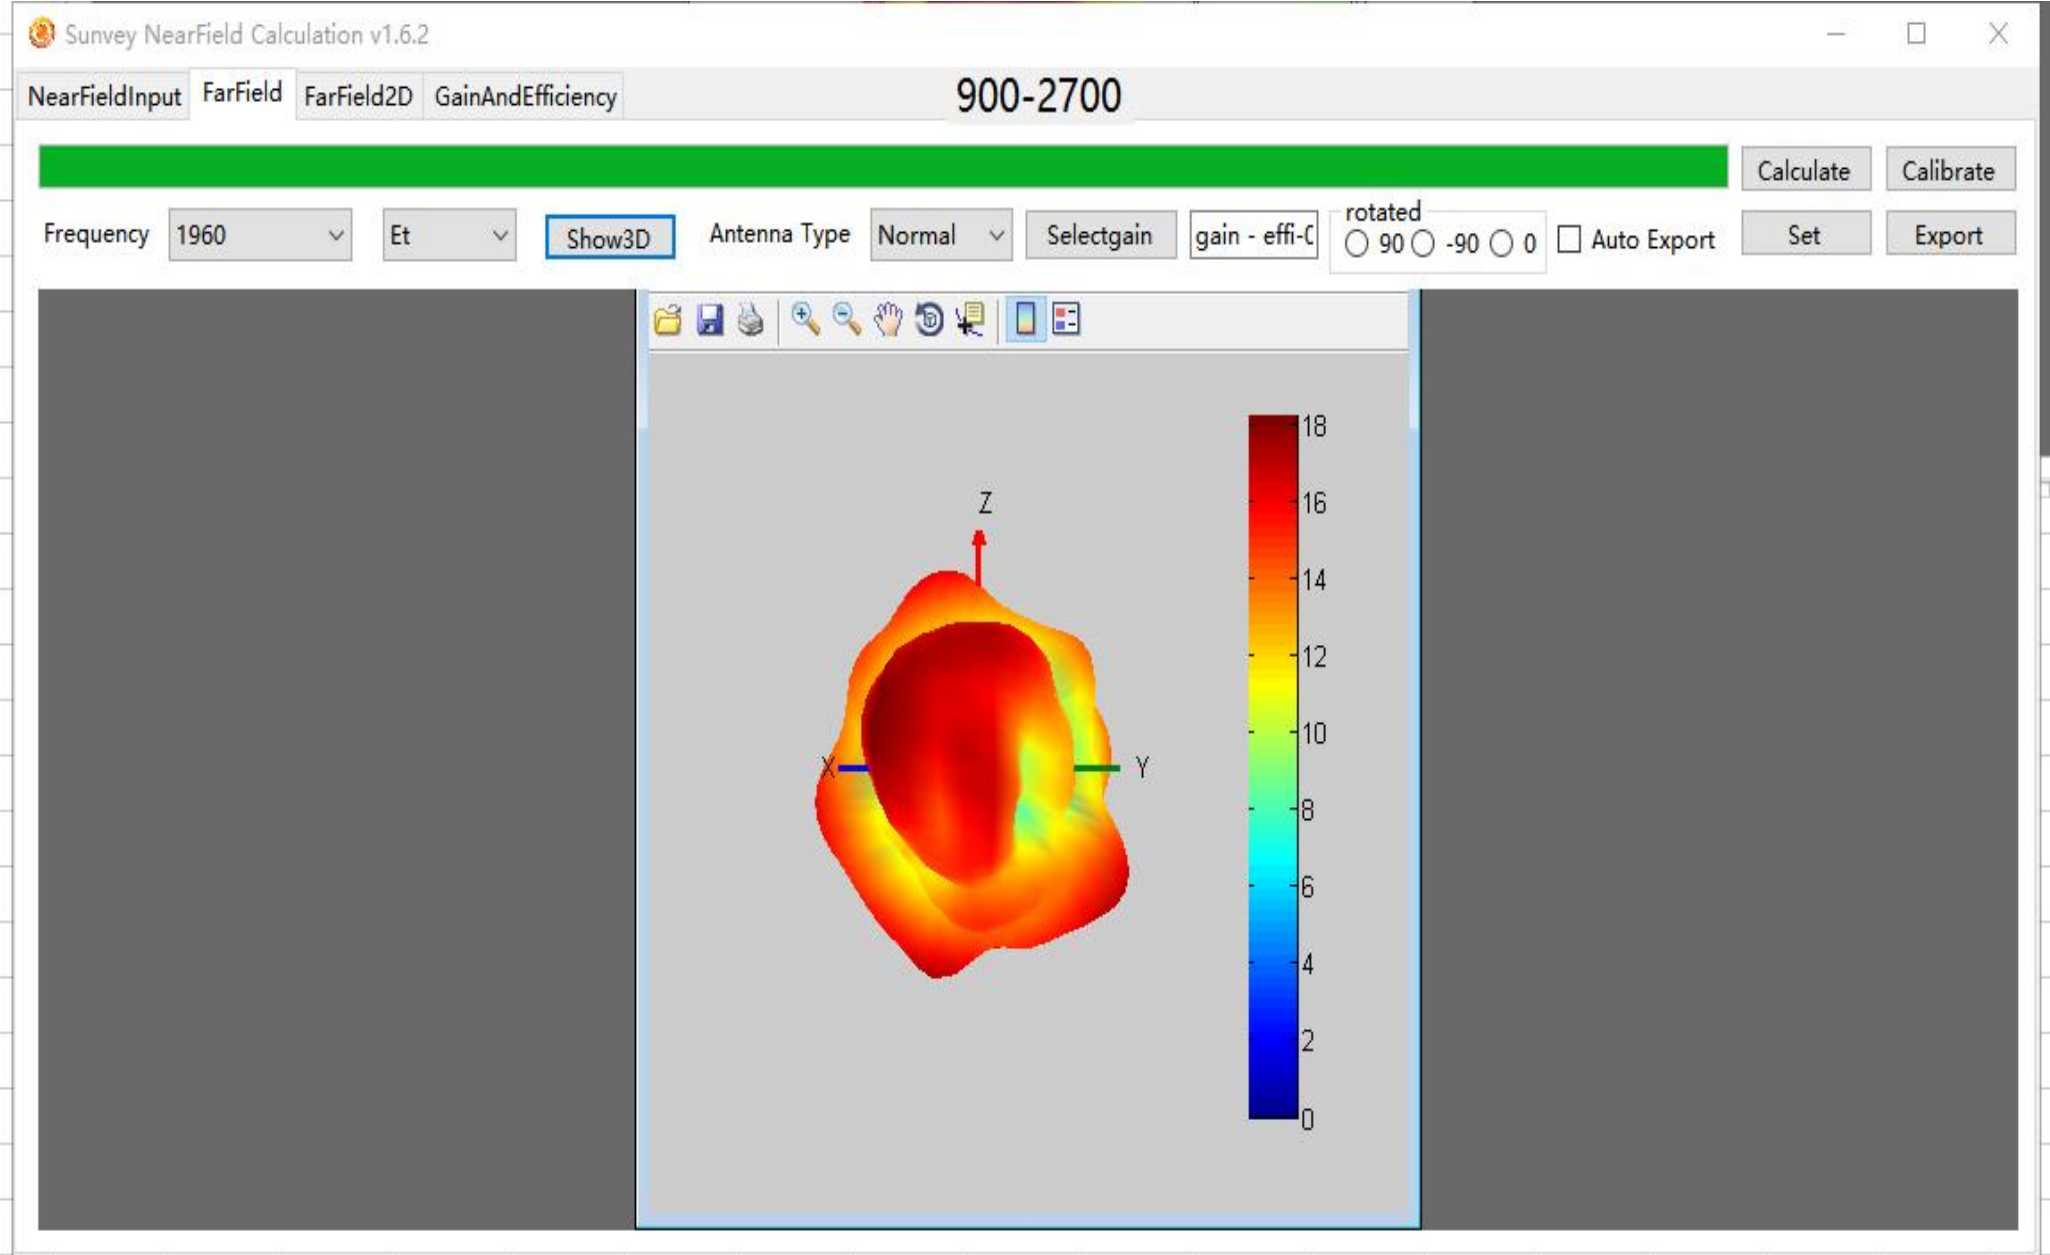 Sunvey NearField Calculation v1.6.2
NearFieldInput FarField FarField2D GainAndEfficiency 900-2700
Calculate Calibrate
Frequency 1960 Et Show3D Antenna Type Normal Selectgain gain - effi-C rotated 90 -90 0 Auto Export Set Export
18
Z
16
14
12
10
X Y
8
6
4
2
0